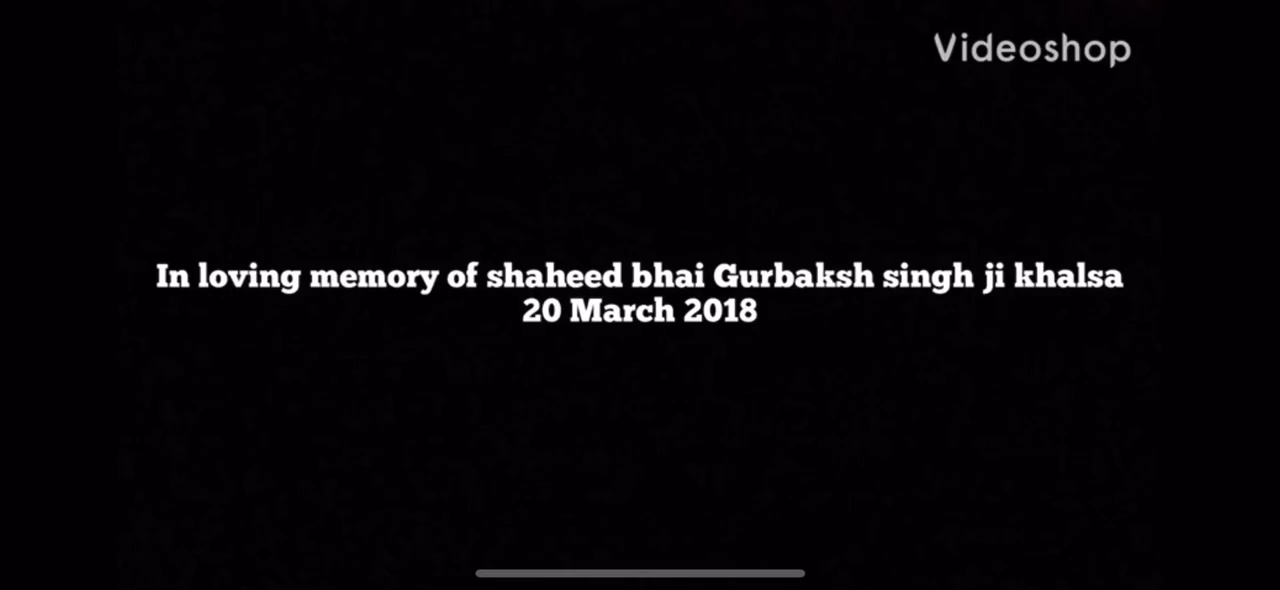 Videoshop
In loving memory of shaheed bhai Gurbaksh singh ji khalsa
20 March 2018